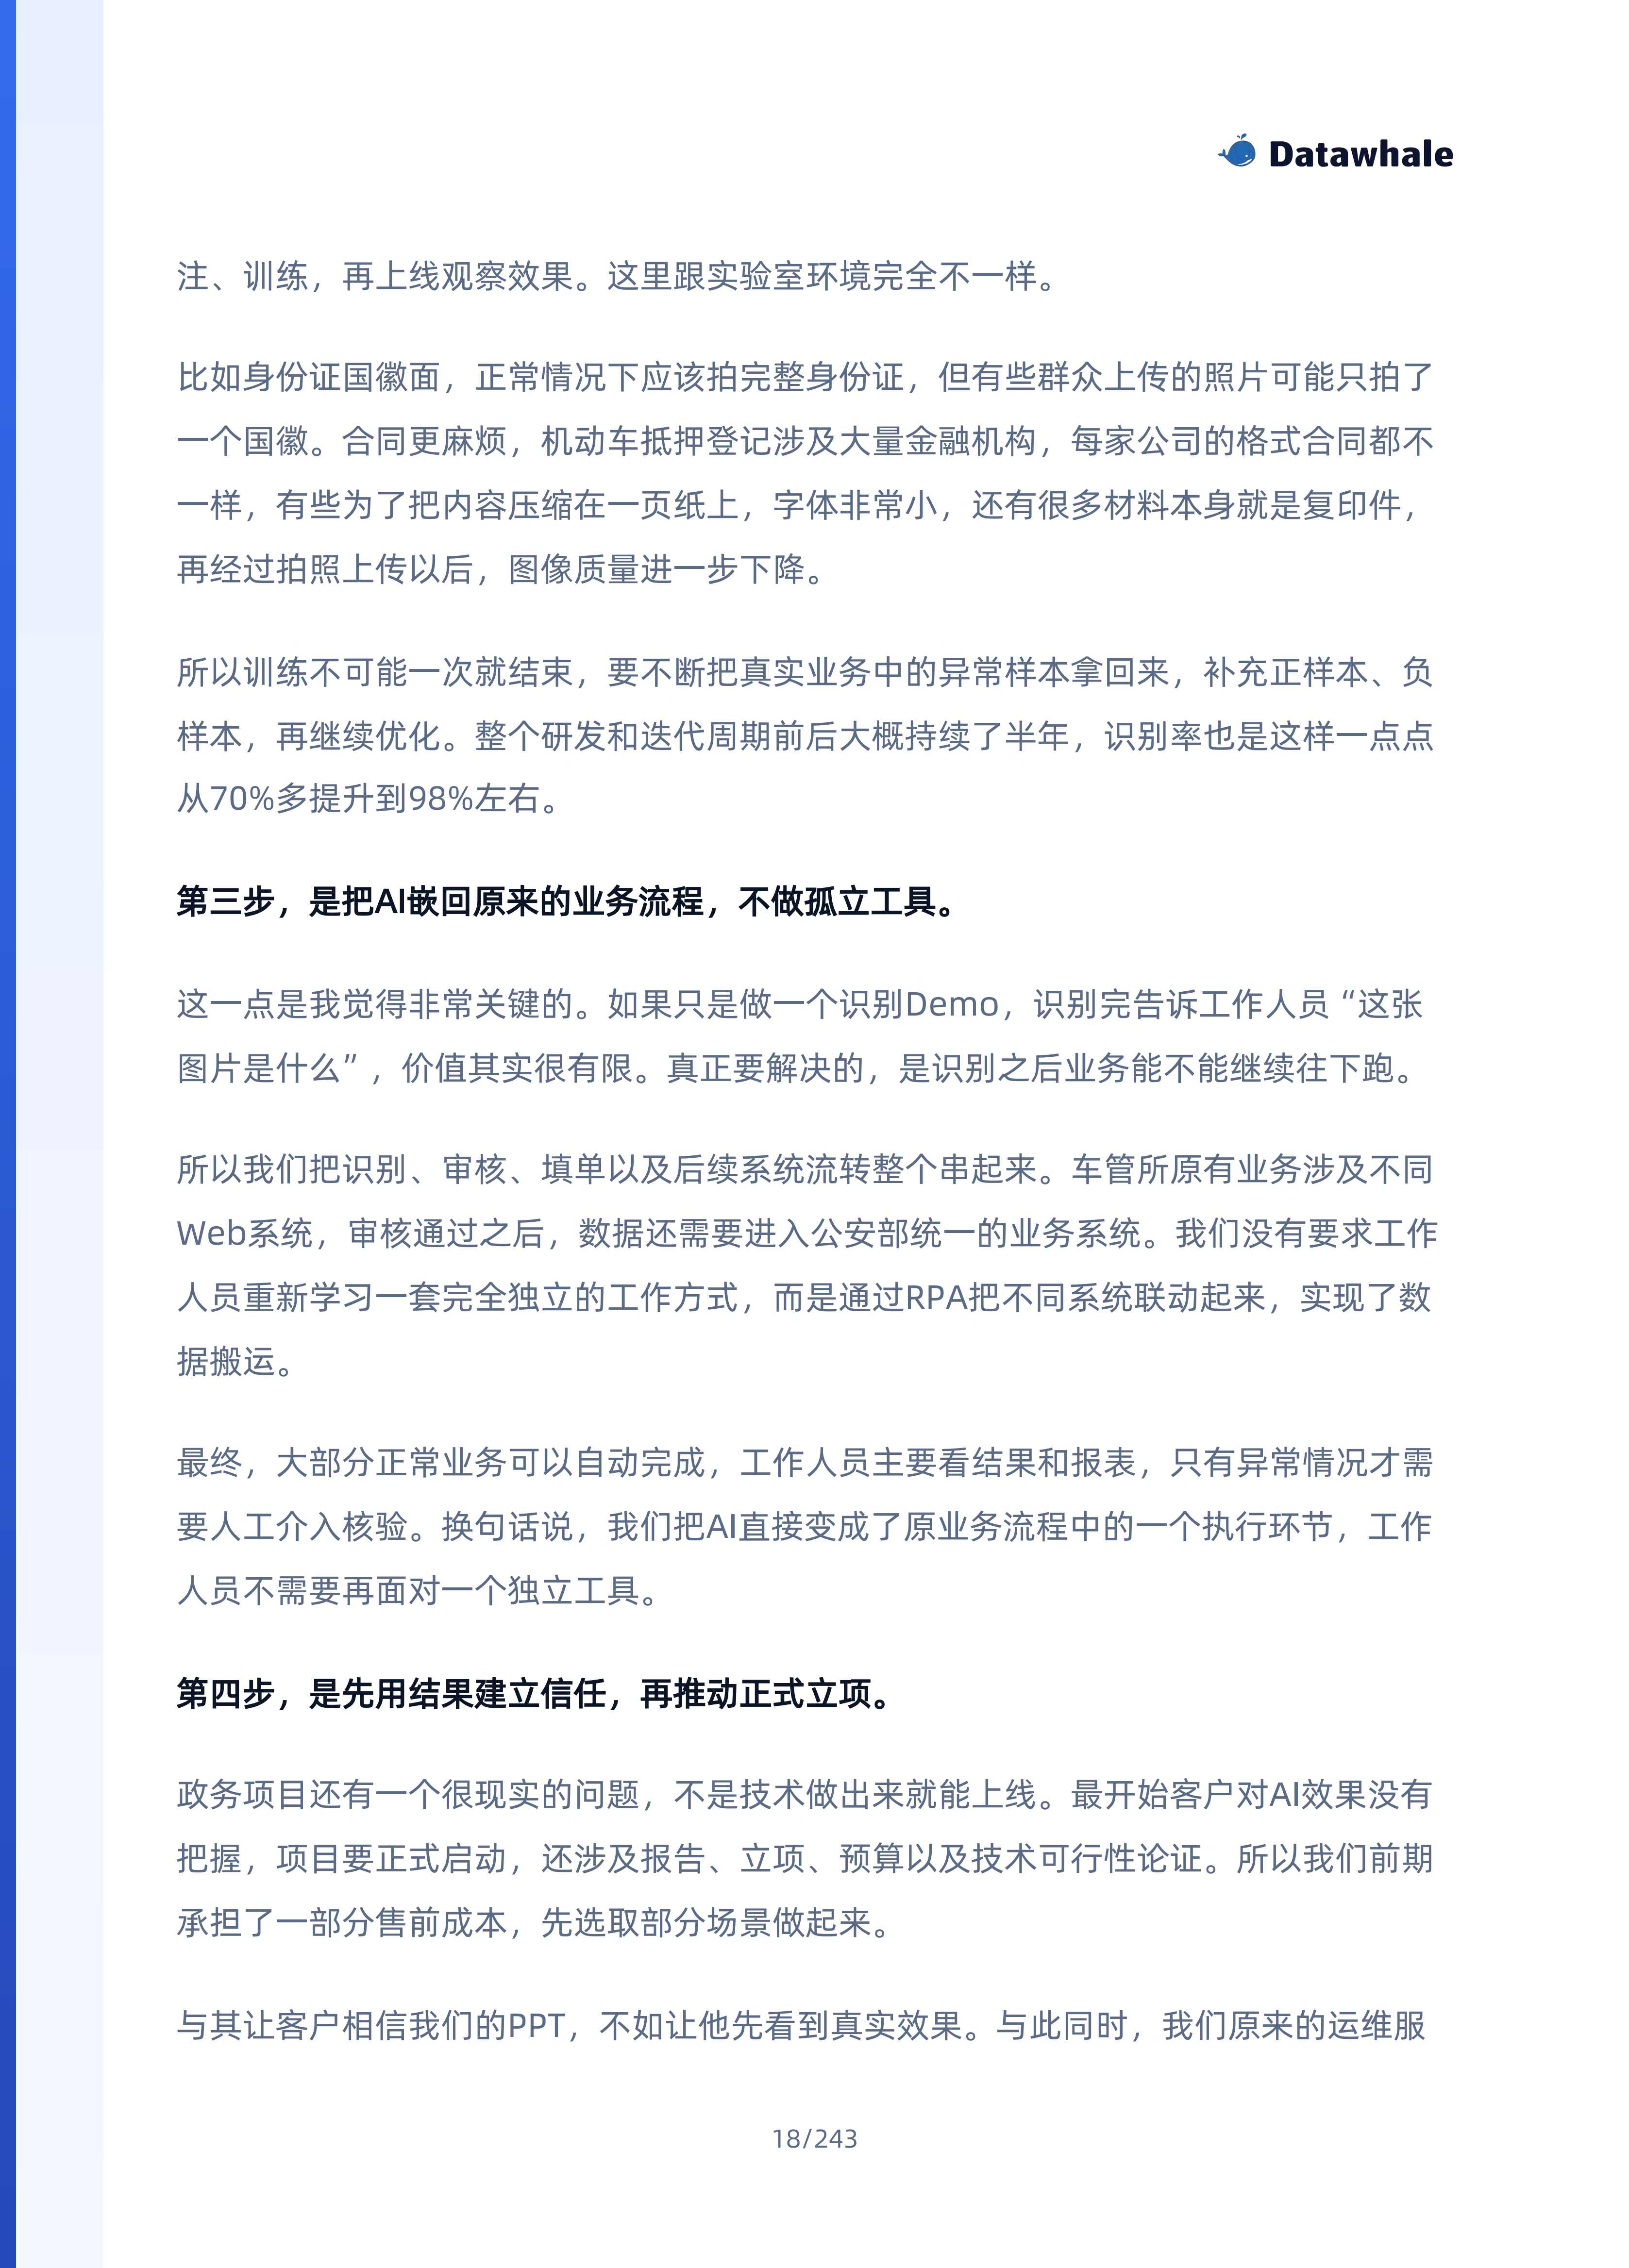 Datawhale
注、训练，再上线观察效果。这里跟实验室环境完全不一样。
比如身份证国徽面，正常情况下应该拍完整身份证，但有些群众上传的照片可能只拍了
一个国徽。合同更麻烦，机动车抵押登记涉及大量金融机构，每家公司的格式合同都不
一样，有些为了把内容压缩在一页纸上，字体非常小，还有很多材料本身就是复印件，
再经过拍照上传以后，图像质量进一步下降。
所以训练不可能一次就结束，要不断把真实业务中的异常样本拿回来，补充正样本、负
样本，再继续优化。整个研发和迭代周期前后大概持续了半年，识别率也是这样一点点
从70%多提升到98%左右。
第三步，是把AI嵌回原来的业务流程，不做孤立工具。
这一点是我觉得非常关键的。如果只是做一个识别Demo，识别完告诉工作人员“这张
图片是什么”，价值其实很有限。真正要解决的，是识别之后业务能不能继续往下跑。
所以我们把识别、审核、填单以及后续系统流转整个串起来。车管所原有业务涉及不同
Web系统，审核通过之后，数据还需要进入公安部统一的业务系统。我们没有要求工作
人员重新学习一套完全独立的工作方式，而是通过RPA把不同系统联动起来，实现了数
据搬运。
最终，大部分正常业务可以自动完成，工作人员主要看结果和报表，只有异常情况才需
要人工介入核验。换句话说，我们把AI直接变成了原业务流程中的一个执行环节，工作
人员不需要再面对一个独立工具。
第四步，是先用结果建立信任，再推动正式立项。
政务项目还有一个很现实的问题，不是技术做出来就能上线。最开始客户对AI效果没有
把握，项目要正式启动，还涉及报告、立项、预算以及技术可行性论证。所以我们前期
承担了一部分售前成本，先选取部分场景做起来。
与其让客户相信我们的PPT，不如让他先看到真实效果。与此同时，我们原来的运维服
18/243